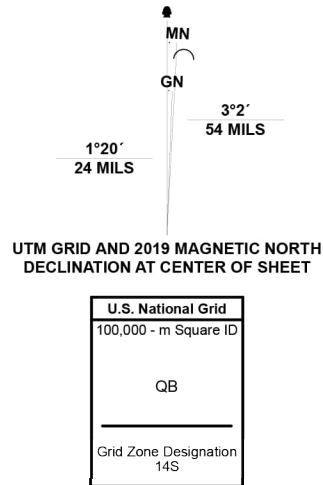 MN
GN
3°2´
54 MILS
1°20´
24 MILS
UTM GRID AND 2019 MAGNETIC NORTH
DECLINATION AT CENTER OF SHEET
U.S. National Grid
100,000 - m Square ID
QB
Grid Zone Designation
14S